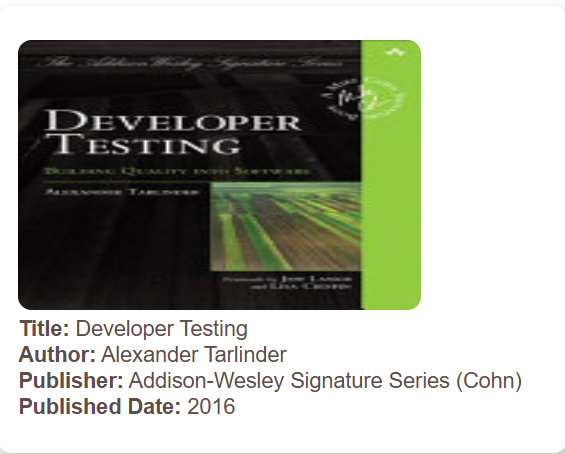 The Addison Wesley Signature Series
DEVELOPER
TESTING
BUILDING QUALITY INTO SOFTWARE
ALEXANDER TARLINDER
Forewords by JEFF LANGR
and LISA CRISPIN
Title: Developer Testing
Author: Alexander Tarlinder
Publisher: Addison-Wesley Signature Series (Cohn)
Published Date: 2016